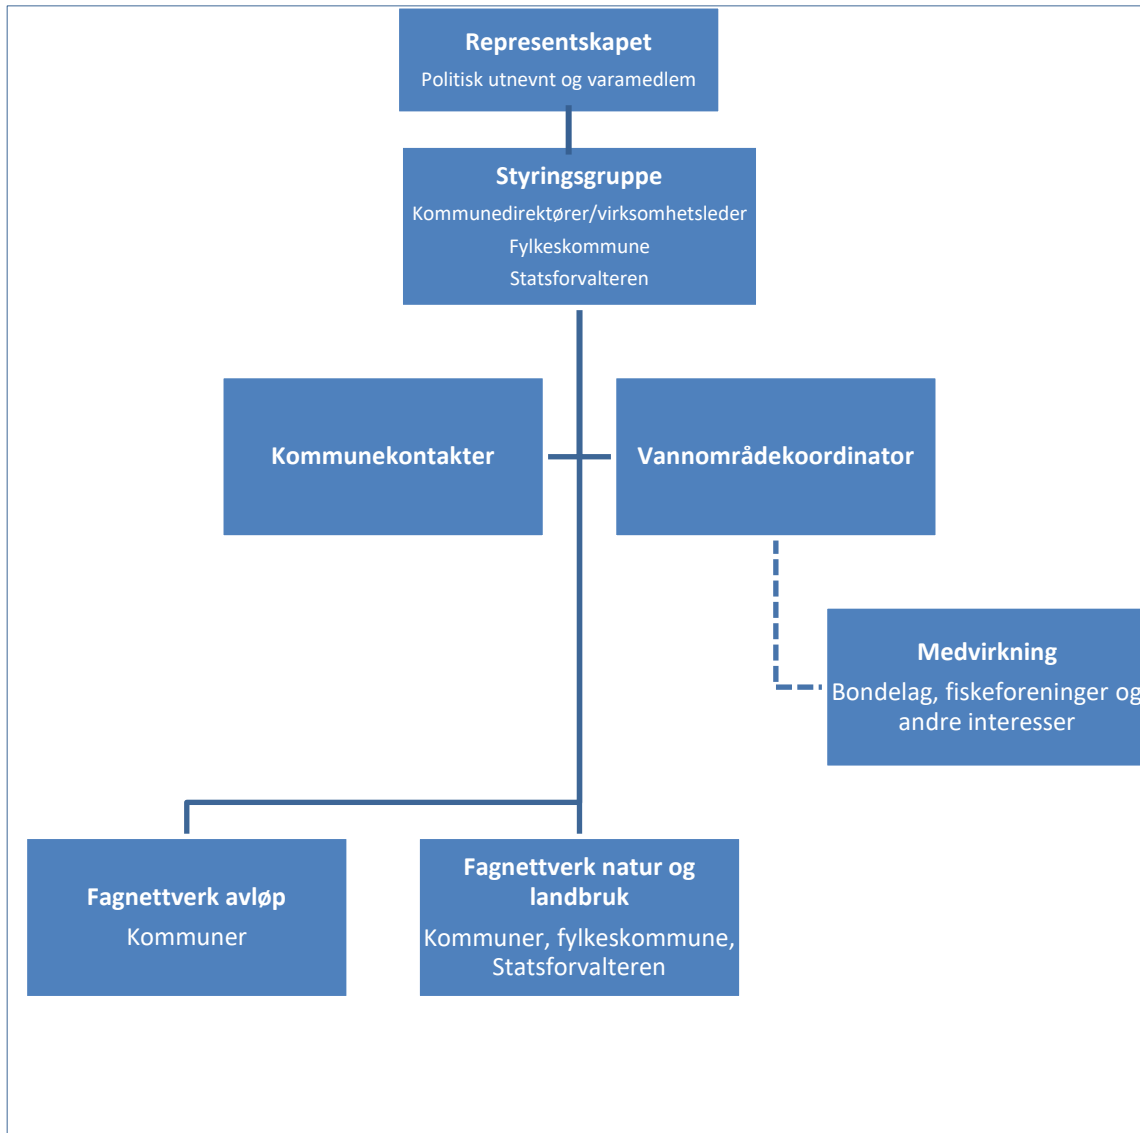 Representskapet
Politisk utnevnt og varamedlem
Styringsgruppe
Kommunedirektører/virksomhetsleder
Fylkeskommune
Statsforvalteren
Kommunekontakter
Vannområdekoordinator
Medvirkning
Bondelag, fiskeforeninger og
andre interesser
Fagnettverk avløp
Kommuner
Fagnettverk natur og
landbruk
Kommuner, fylkeskommune,
Statsforvalteren